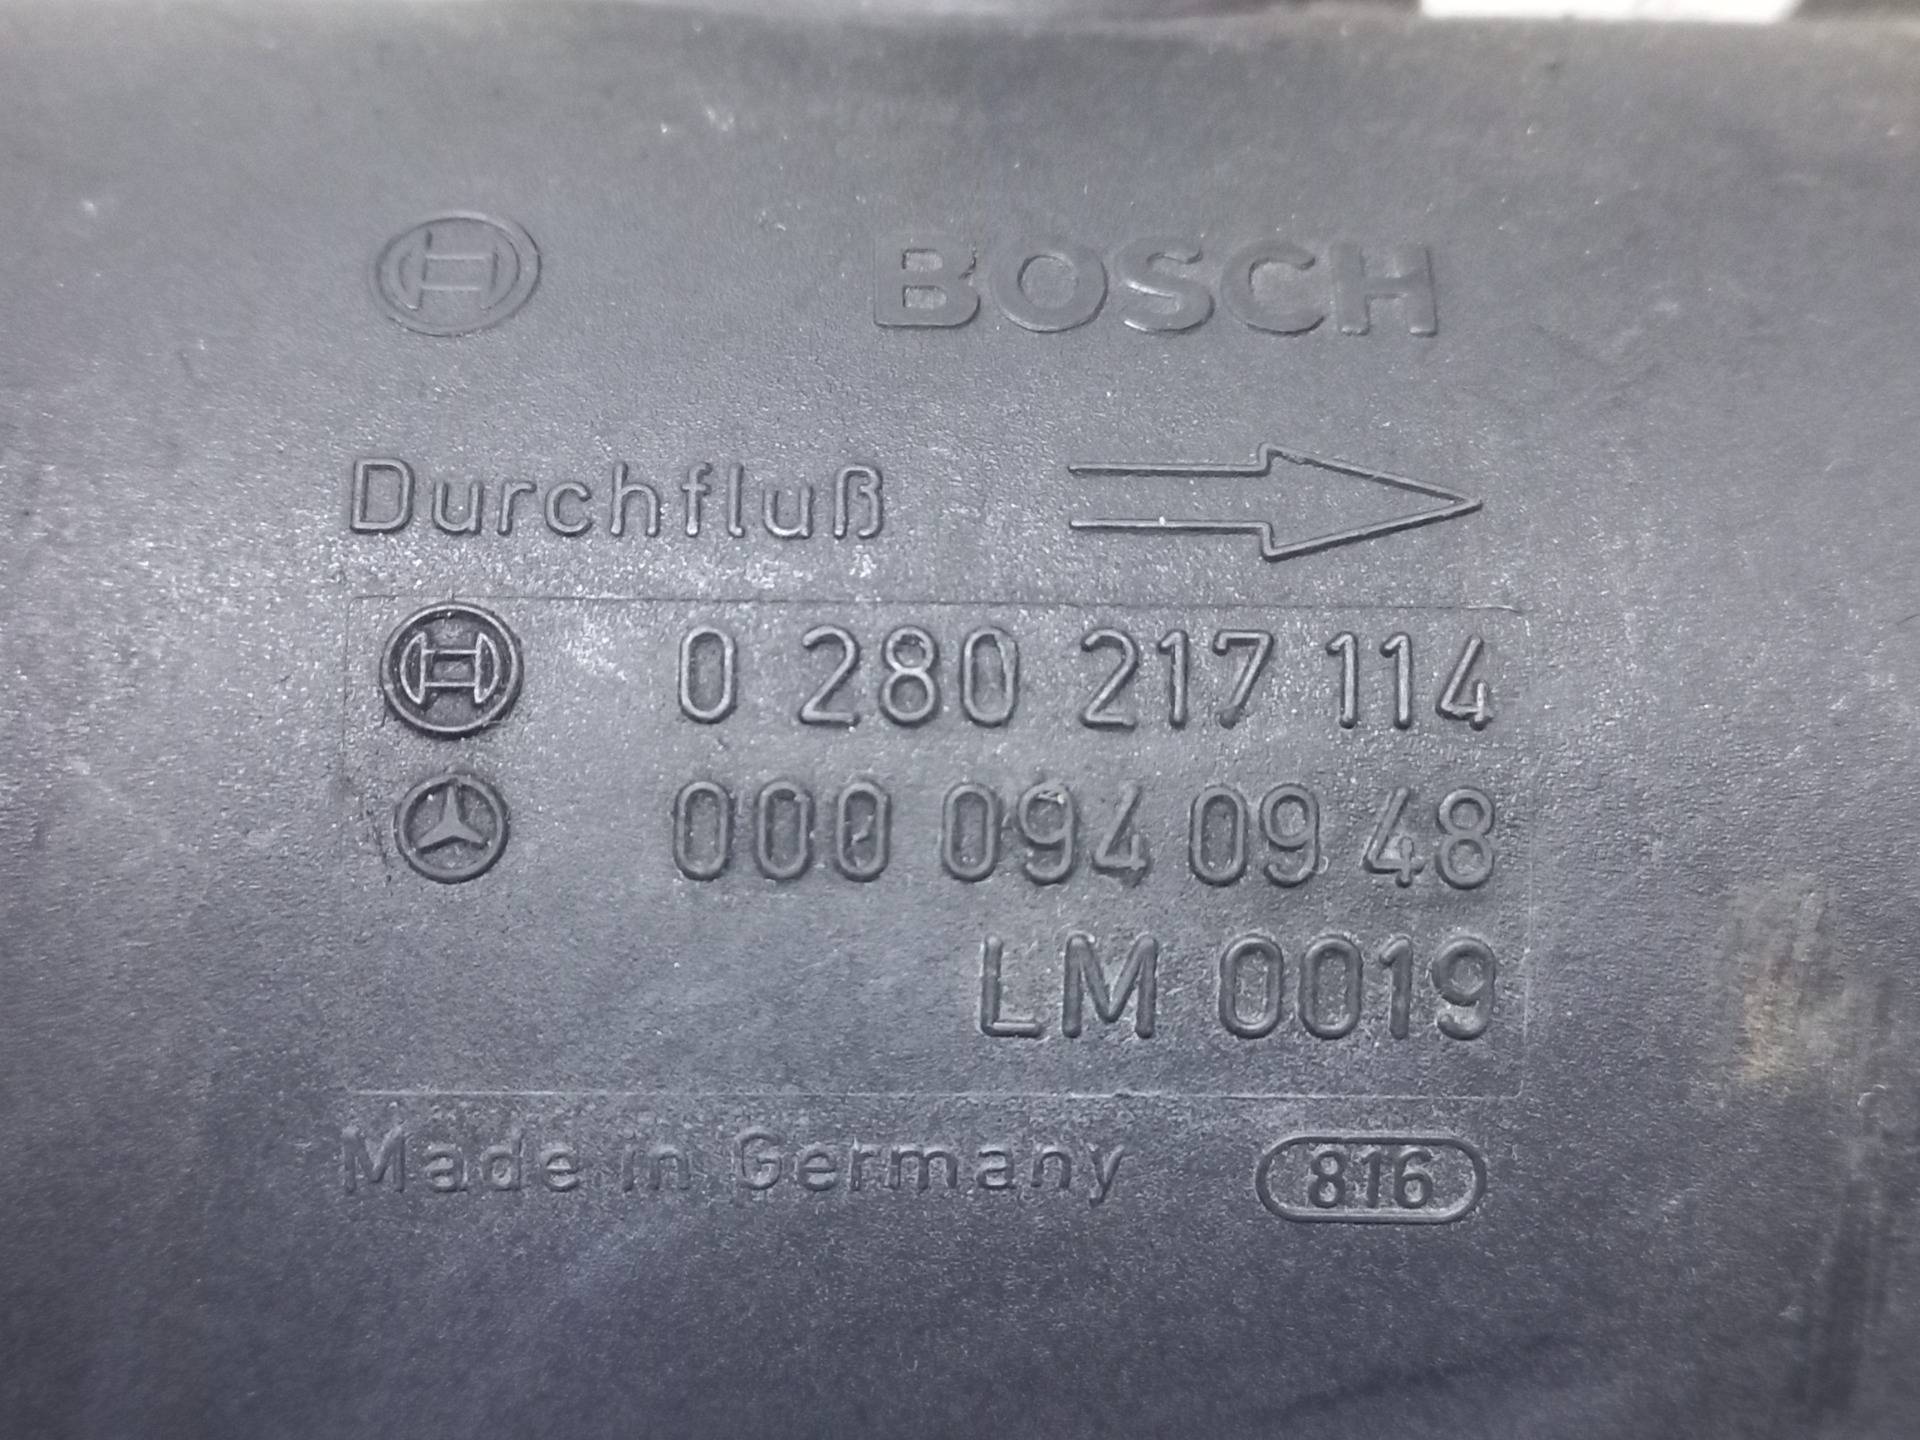 BOSCH
Durchfluß
0 280 217 114
000 094 09 48
LM 0019
Made in Germany 816